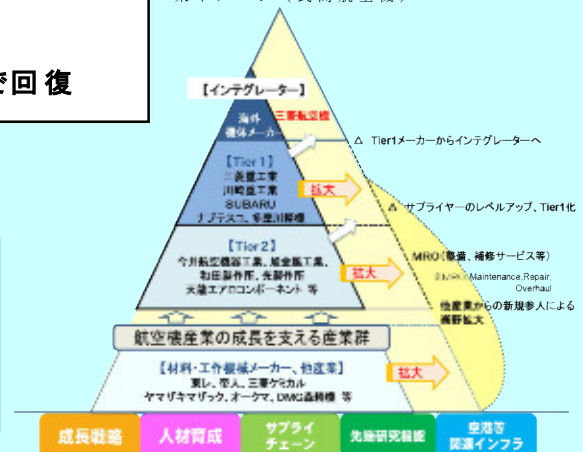 で回復
【インテグレーター】
海外
機体メーカー
三菱航空機
△ Tier1メーカーからインテグレーターへ
【Tier1】
三菱重工業
川崎重工業
SUBARU
ナブテスコ、多摩川精機
拡大
△ サプライヤーのレベルアップ、Tier1化
【Tier2】
今井航空機器工業、旭金属工業、
和田製作所、光製作所
天龍エアロコンポーネント 等
拡大
MRO(整備、補修サービス等)
Maintenance,Repair,
Overhaul
他産業からの新規参入による
裾野拡大
航空機産業の成長を支える産業群
【材料・工作機械メーカー、他産業】
東レ、帝人、三菱ケミカル
ヤマザキマザック、オークマ、DMG森精機 等
拡大
成長戦略
人材育成
サプライ
チェーン
先端研究機能
空港等
関連インフラ